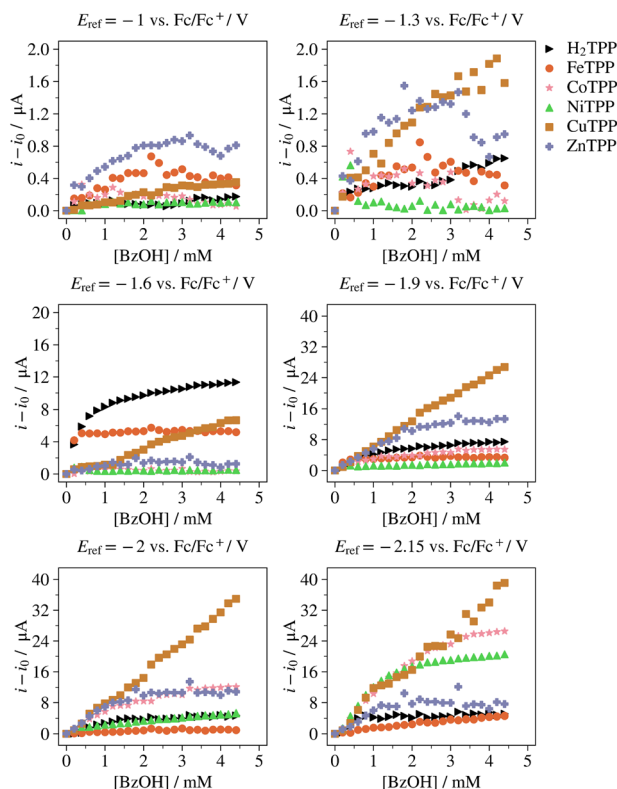 E_ref = −1 vs. Fc/Fc⁺ / V
E_ref = −1.3 vs. Fc/Fc⁺ / V
i − i₀ / μA
2.0
1.6
1.2
0.8
0.4
0.0
0 1 2 3 4 5
[BzOH] / mM
i − i₀ / μA
2.0
1.6
1.2
0.8
0.4
0.0
0 1 2 3 4 5
[BzOH] / mM
H₂TPP
FeTPP
CoTPP
NiTPP
CuTPP
ZnTPP
E_ref = −1.6 vs. Fc/Fc⁺ / V
E_ref = −1.9 vs. Fc/Fc⁺ / V
i − i₀ / μA
20
16
12
8
4
0
0 1 2 3 4 5
[BzOH] / mM
i − i₀ / μA
40
32
24
16
8
0
0 1 2 3 4 5
[BzOH] / mM
E_ref = −2 vs. Fc/Fc⁺ / V
E_ref = −2.15 vs. Fc/Fc⁺ / V
i − i₀ / μA
40
32
24
16
8
0
0 1 2 3 4 5
[BzOH] / mM
i − i₀ / μA
40
32
24
16
8
0
0 1 2 3 4 5
[BzOH] / mM